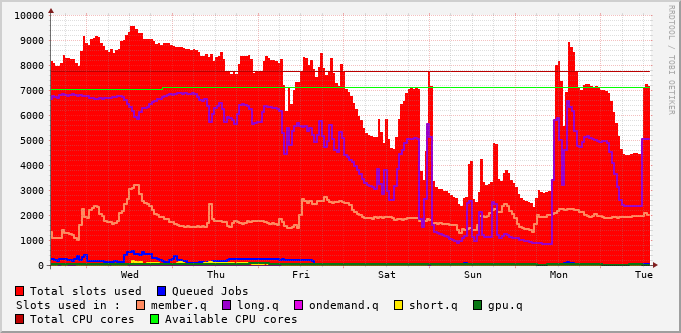 RRDTOOL / TOBI OETIKER
10000
9000
8000
7000
6000
5000
4000
3000
2000
1000
0
Wed Thu Fri Sat Sun Mon Tue
Total slots used Queued Jobs
Slots used in : member.q long.q ondemand.q short.q gpu.q
Total CPU cores Available CPU cores